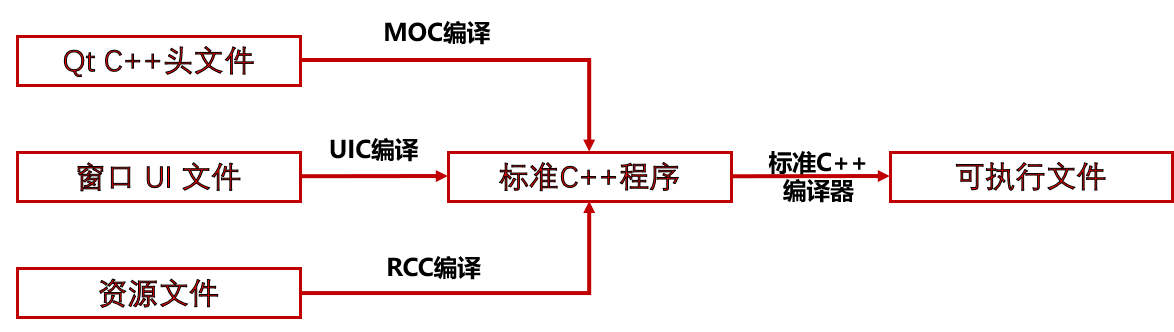 MOC编译
Qt C++头文件
UIC编译
窗口 UI 文件
标准C++程序
标准C++
编译器
可执行文件
RCC编译
资源文件